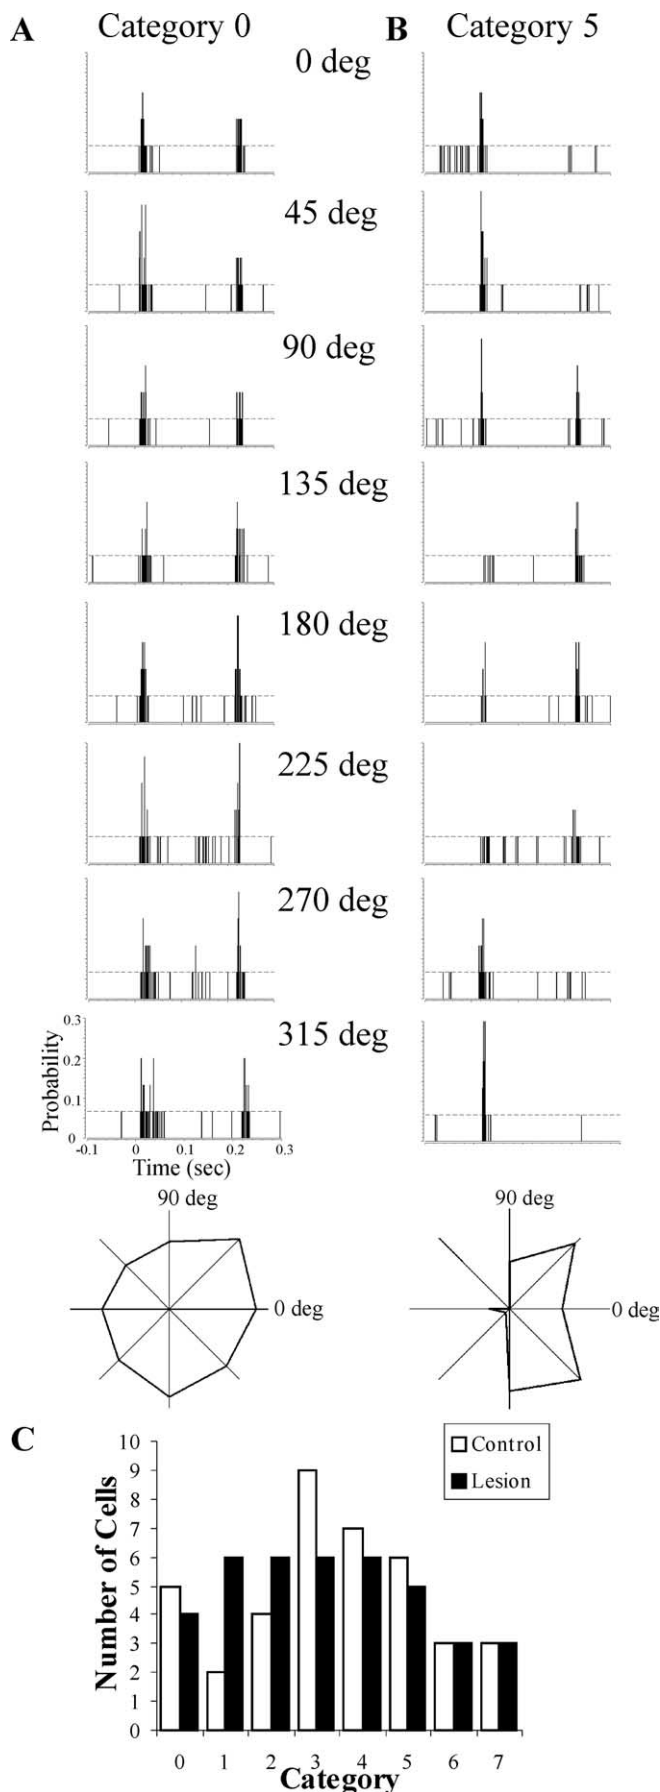 A Category 0 B Category 5
0 deg
45 deg
90 deg
135 deg
180 deg
225 deg
270 deg
315 deg
Probability
0.3
0.2
0.1
0
-0.1 0 0.1 0.2 0.3
Time (sec)
90 deg
0 deg
90 deg
0 deg
C
Control
Lesion
Number of Cells
10
9
8
7
6
5
4
3
2
1
0
0 1 2 3 4 5 6 7
Category